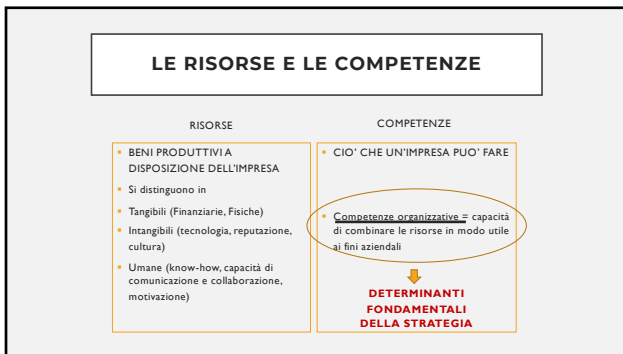 LE RISORSE E LE COMPETENZE
RISORSE
BENI PRODUTTIVI A
DISPOSIZIONE DELL'IMPRESA
Si distinguono in
Tangibili (Finanziarie, Fisiche)
Intangibili (tecnologia, reputazione,
cultura)
Umane (know-how, capacità di
comunicazione e collaborazione,
motivazione)
COMPETENZE
CIO' CHE UN'IMPRESA PUO' FARE
Competenze organizzative = capacità
di combinare le risorse in modo utile
ai fini aziendali
DETERMINANTI
FONDAMENTALI
DELLA STRATEGIA